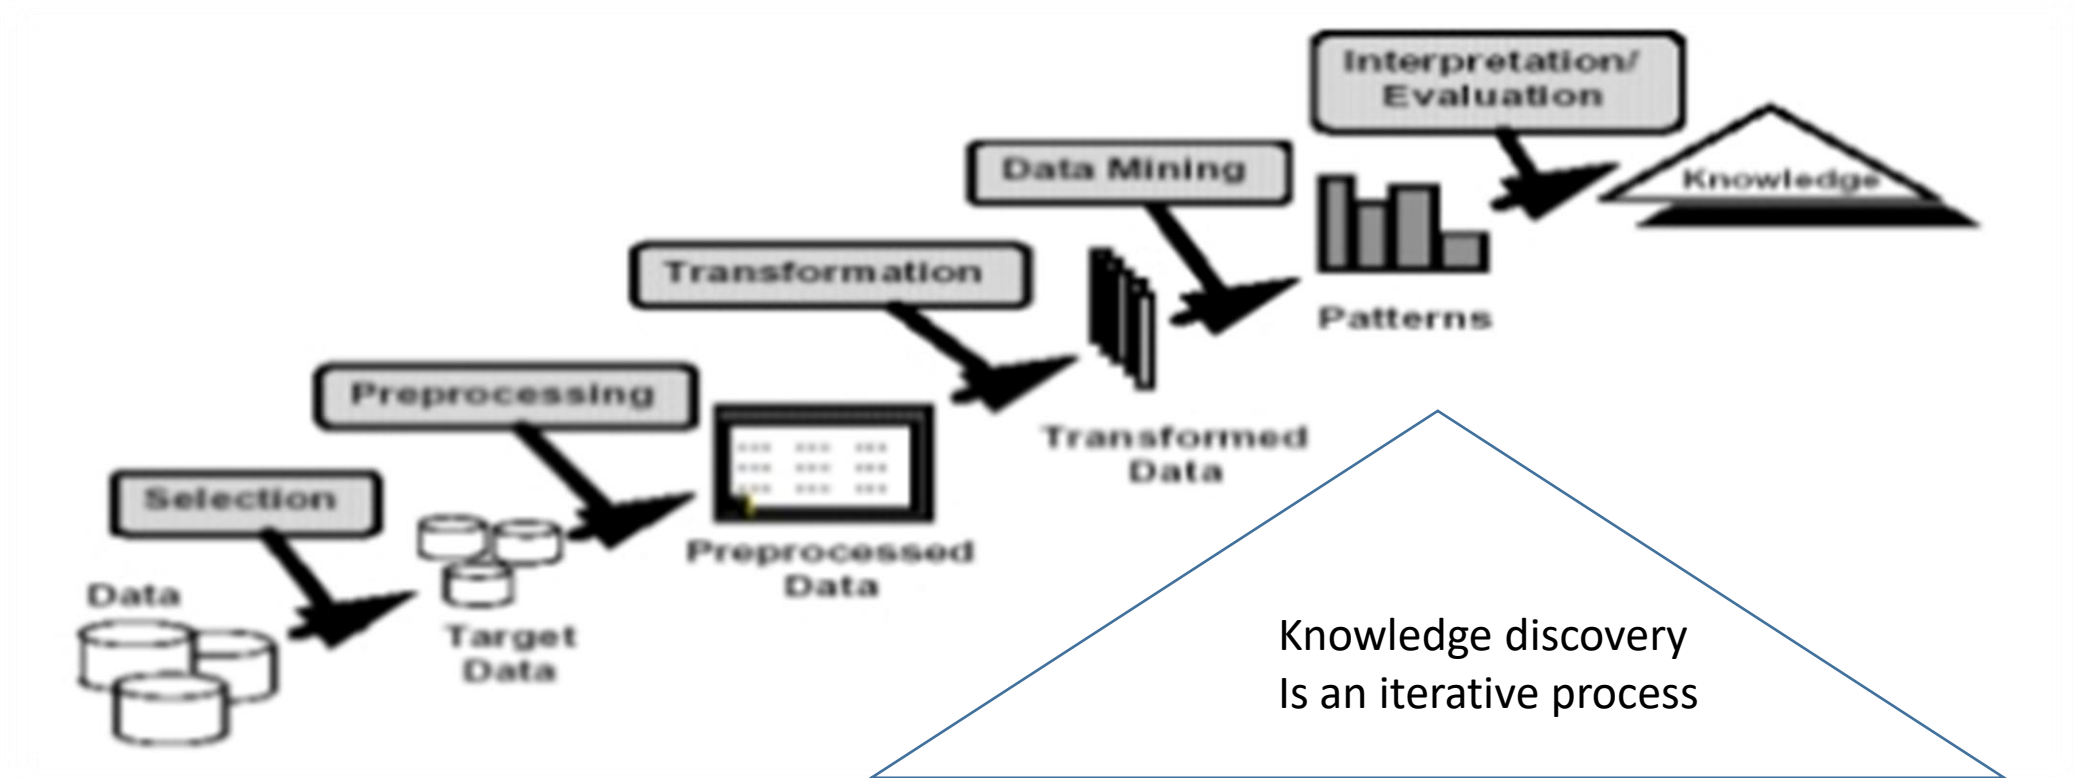 Interpretation/
Evaluation
Knowledge
Data Mining
Patterns
Transformation
Transformed
Data
Preprocessing
Preprocessed
Data
Selection
Target
Data
Data
Knowledge discovery
Is an iterative process